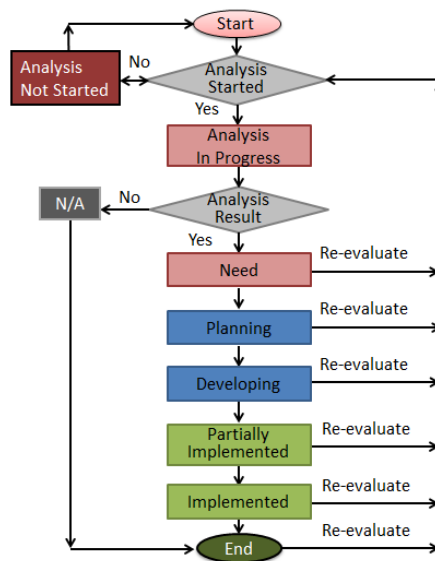 Start
No
Analysis
Not Started
Analysis
Started
Yes
Analysis
In Progress
N/A
No
Analysis
Result
Yes
Need
Re-evaluate
Planning
Re-evaluate
Developing
Re-evaluate
Partially
Implemented
Re-evaluate
Implemented
Re-evaluate
End
Re-evaluate